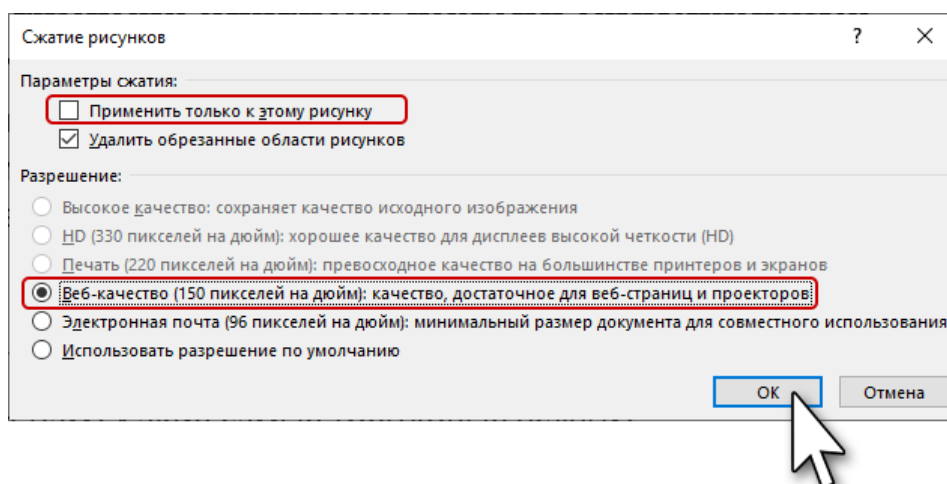 Сжатие рисунков ? ×
Параметры сжатия:
Применить только к этому рисунку
Удалить обрезанные области рисунков
Разрешение:
Высокое качество: сохраняет качество исходного изображения
HD (330 пикселей на дюйм): хорошее качество для дисплеев высокой четкости (HD)
Печать (220 пикселей на дюйм): превосходное качество на большинстве принтеров и экранов
Веб-качество (150 пикселей на дюйм): качество, достаточное для веб-страниц и проекторов
Электронная почта (96 пикселей на дюйм): минимальный размер документа для совместного использования
Использовать разрешение по умолчанию
ОК Отмена